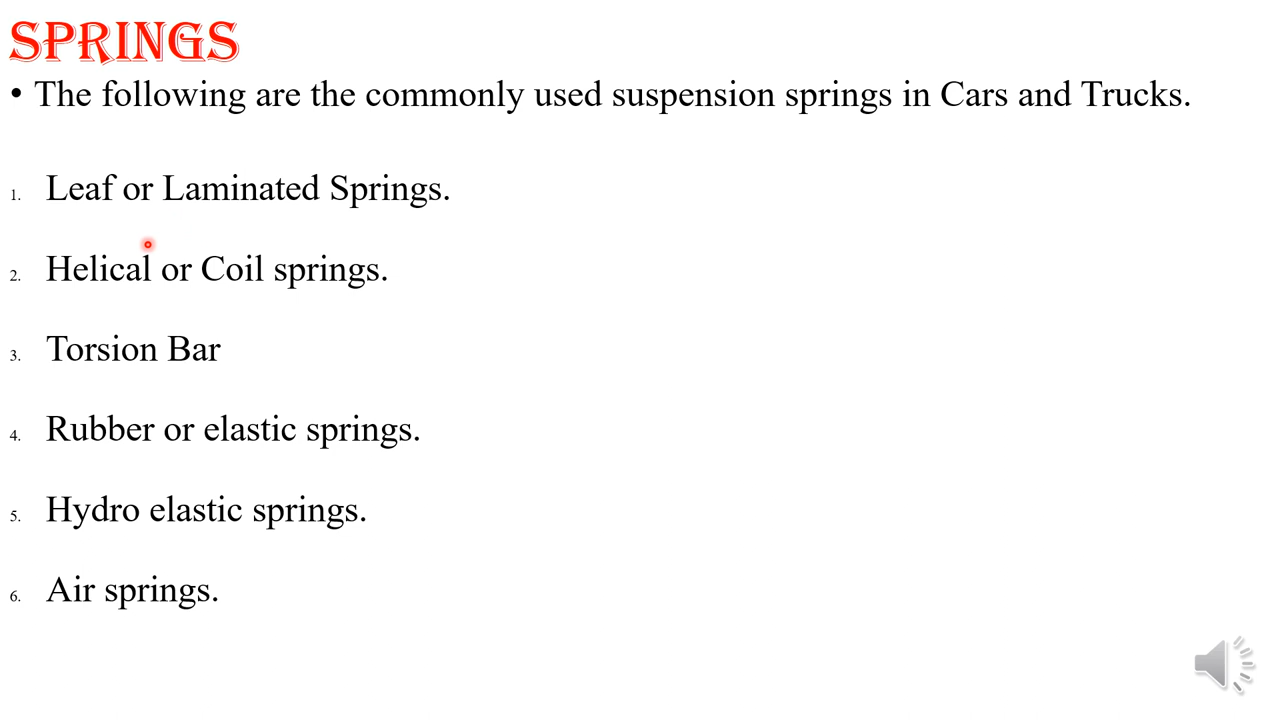 SPRINGS
• The following are the commonly used suspension springs in Cars and Trucks.
1. Leaf or Laminated Springs.
2. Helical or Coil springs.
3. Torsion Bar
4. Rubber or elastic springs.
5. Hydro elastic springs.
6. Air springs.